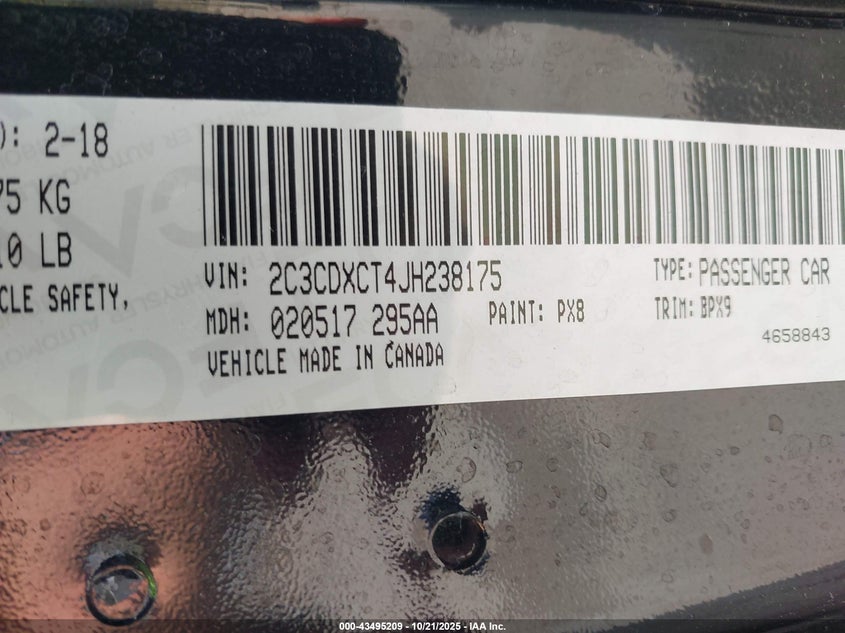 ): 2-18
75 KG
10 LB
CLE SAFETY,
VIN: 2C3CDXCT4JH238175
TYPE: PASSENGER CAR
MDH: 020517 295AA
PAINT: PX8
TRIM: BPX9
VEHICLE MADE IN CANADA
4658843
000-43495209 - 10/21/2025 - IAA Inc.